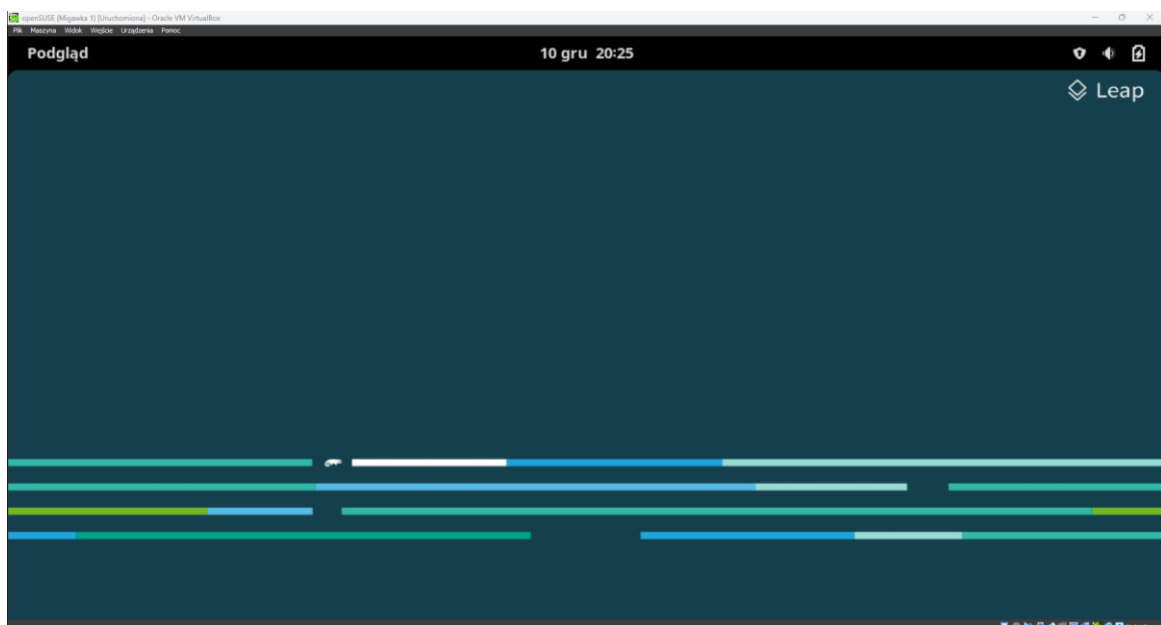 openSUSE (Migawka 1) [Uruchomiona] - Oracle VM VirtualBox
Plik Maszyna Widok Wejście Urządzenia Pomoc
Podgląd 10 gru 20:25
Leap